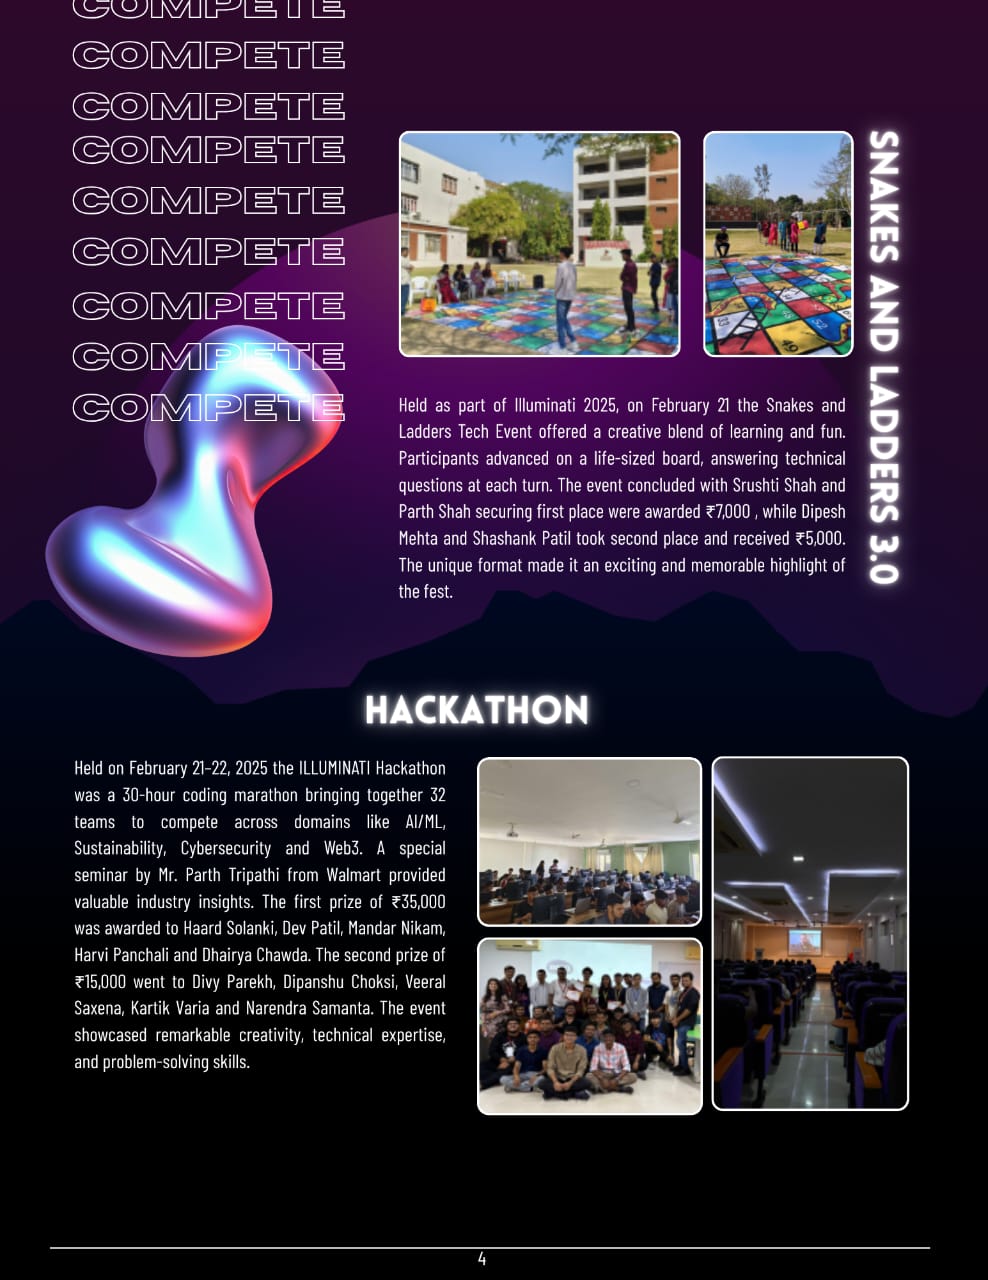 COMPETE
COMPETE
COMPETE
COMPETE
COMPETE
COMPETE
COMPETE
COMPETE
COMPETE
SNAKES AND LADDERS 3.0
Held as part of Illuminati 2025, on February 21 the Snakes and
Ladders Tech Event offered a creative blend of learning and fun.
Participants advanced on a life-sized board, answering technical
questions at each turn. The event concluded with Srushti Shah and
Parth Shah securing first place were awarded ₹7,000 , while Dipesh
Mehta and Shashank Patil took second place and received ₹5,000.
The unique format made it an exciting and memorable highlight of
the fest.
HACKATHON
Held on February 21–22, 2025 the ILLUMINATI Hackathon
was a 30-hour coding marathon bringing together 32
teams to compete across domains like AI/ML,
Sustainability, Cybersecurity and Web3. A special
seminar by Mr. Parth Tripathi from Walmart provided
valuable industry insights. The first prize of ₹35,000
was awarded to Haard Solanki, Dev Patil, Mandar Nikam,
Harvi Panchali and Dhairya Chawda. The second prize of
₹15,000 went to Divy Parekh, Dipanshu Choksi, Veeral
Saxena, Kartik Varia and Narendra Samanta. The event
showcased remarkable creativity, technical expertise,
and problem-solving skills.
4